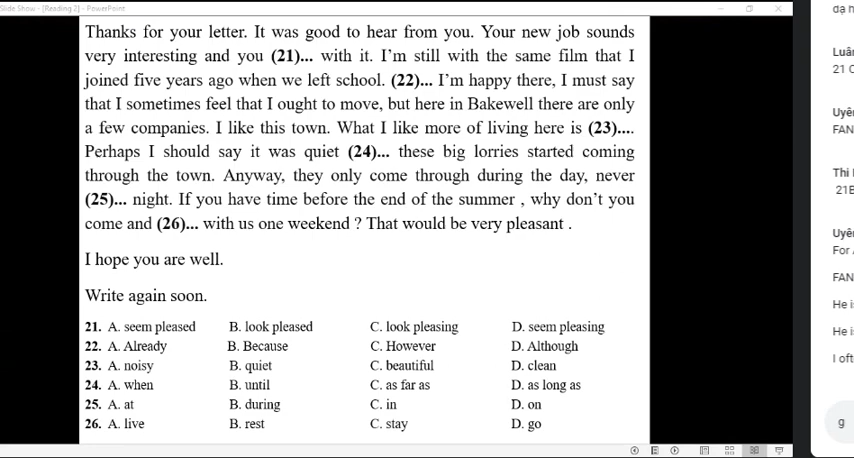 Slide Show - [Reading 2] - PowerPoint
Thanks for your letter. It was good to hear from you. Your new job sounds
very interesting and you (21)... with it. I'm still with the same film that I
joined five years ago when we left school. (22)... I'm happy there, I must say
that I sometimes feel that I ought to move, but here in Bakewell there are only
a few companies. I like this town. What I like more of living here is (23)....
Perhaps I should say it was quiet (24)... these big lorries started coming
through the town. Anyway, they only come through during the day, never
(25)... night. If you have time before the end of the summer , why don't you
come and (26)... with us one weekend ? That would be very pleasant .
I hope you are well.
Write again soon.
21. A. seem pleased B. look pleased C. look pleasing D. seem pleasing
22. A. Already B. Because C. However D. Although
23. A. noisy B. quiet C. beautiful D. clean
24. A. when B. until C. as far as D. as long as
25. A. at B. during C. in D. on
26. A. live B. rest C. stay D. go
dạ h
Luân
21 C
Uyê
FAN
Thi
21B
Uyê
For
FAN
He i
He i
I oft
g